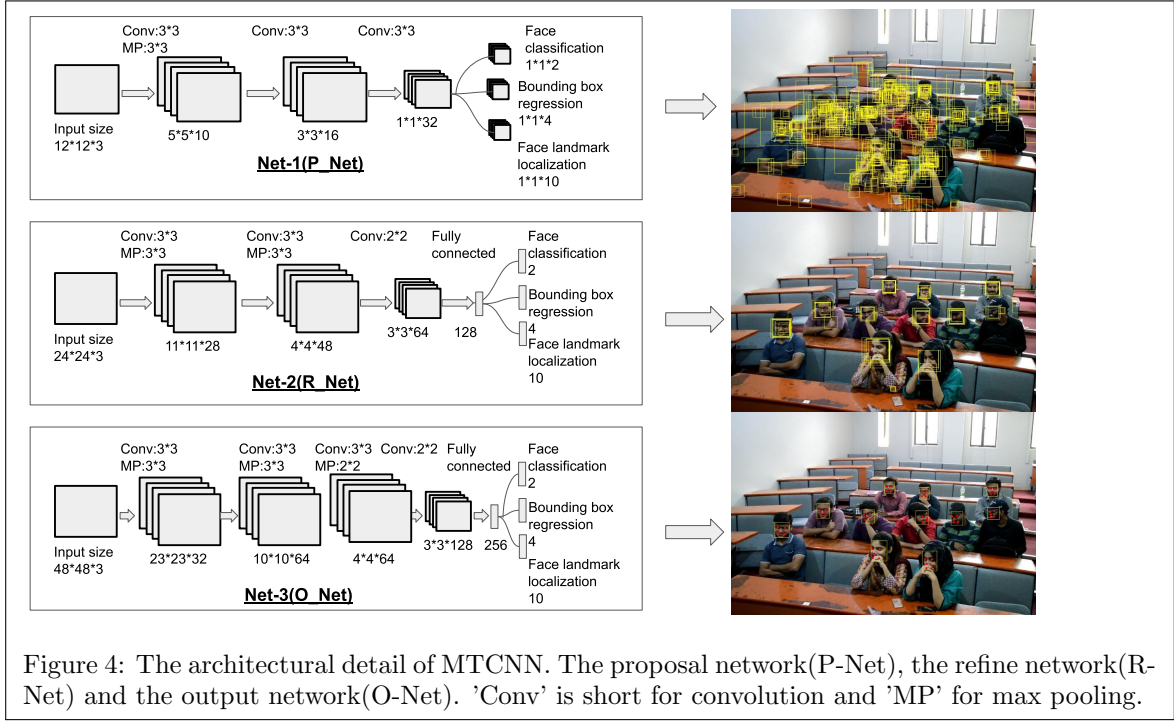 Conv:3*3
MP:3*3
Conv:3*3
Conv:3*3
Face
classification
1*1*2
Bounding box
regression
1*1*4
Face landmark
localization
1*1*10
Input size
12*12*3
5*5*10
3*3*16
1*1*32
Net-1(P_Net)
Conv:3*3
MP:3*3
Conv:3*3
MP:3*3
Conv:2*2
Fully
connected
Face
classification
2
Bounding box
regression
4
Face landmark
localization
10
Input size
24*24*3
11*11*28
4*4*48
3*3*64
128
Net-2(R_Net)
Conv:3*3
MP:3*3
Conv:3*3
MP:3*3
Conv:3*3
MP:2*2
Conv:2*2
Fully
connected
Face
classification
2
Bounding box
regression
4
Face landmark
localization
10
Input size
48*48*3
23*23*32
10*10*64
4*4*64
3*3*128
256
Net-3(O_Net)
Figure 4: The architectural detail of MTCNN. The proposal network(P-Net), the refine network(R-
Net) and the output network(O-Net). 'Conv' is short for convolution and 'MP' for max pooling.